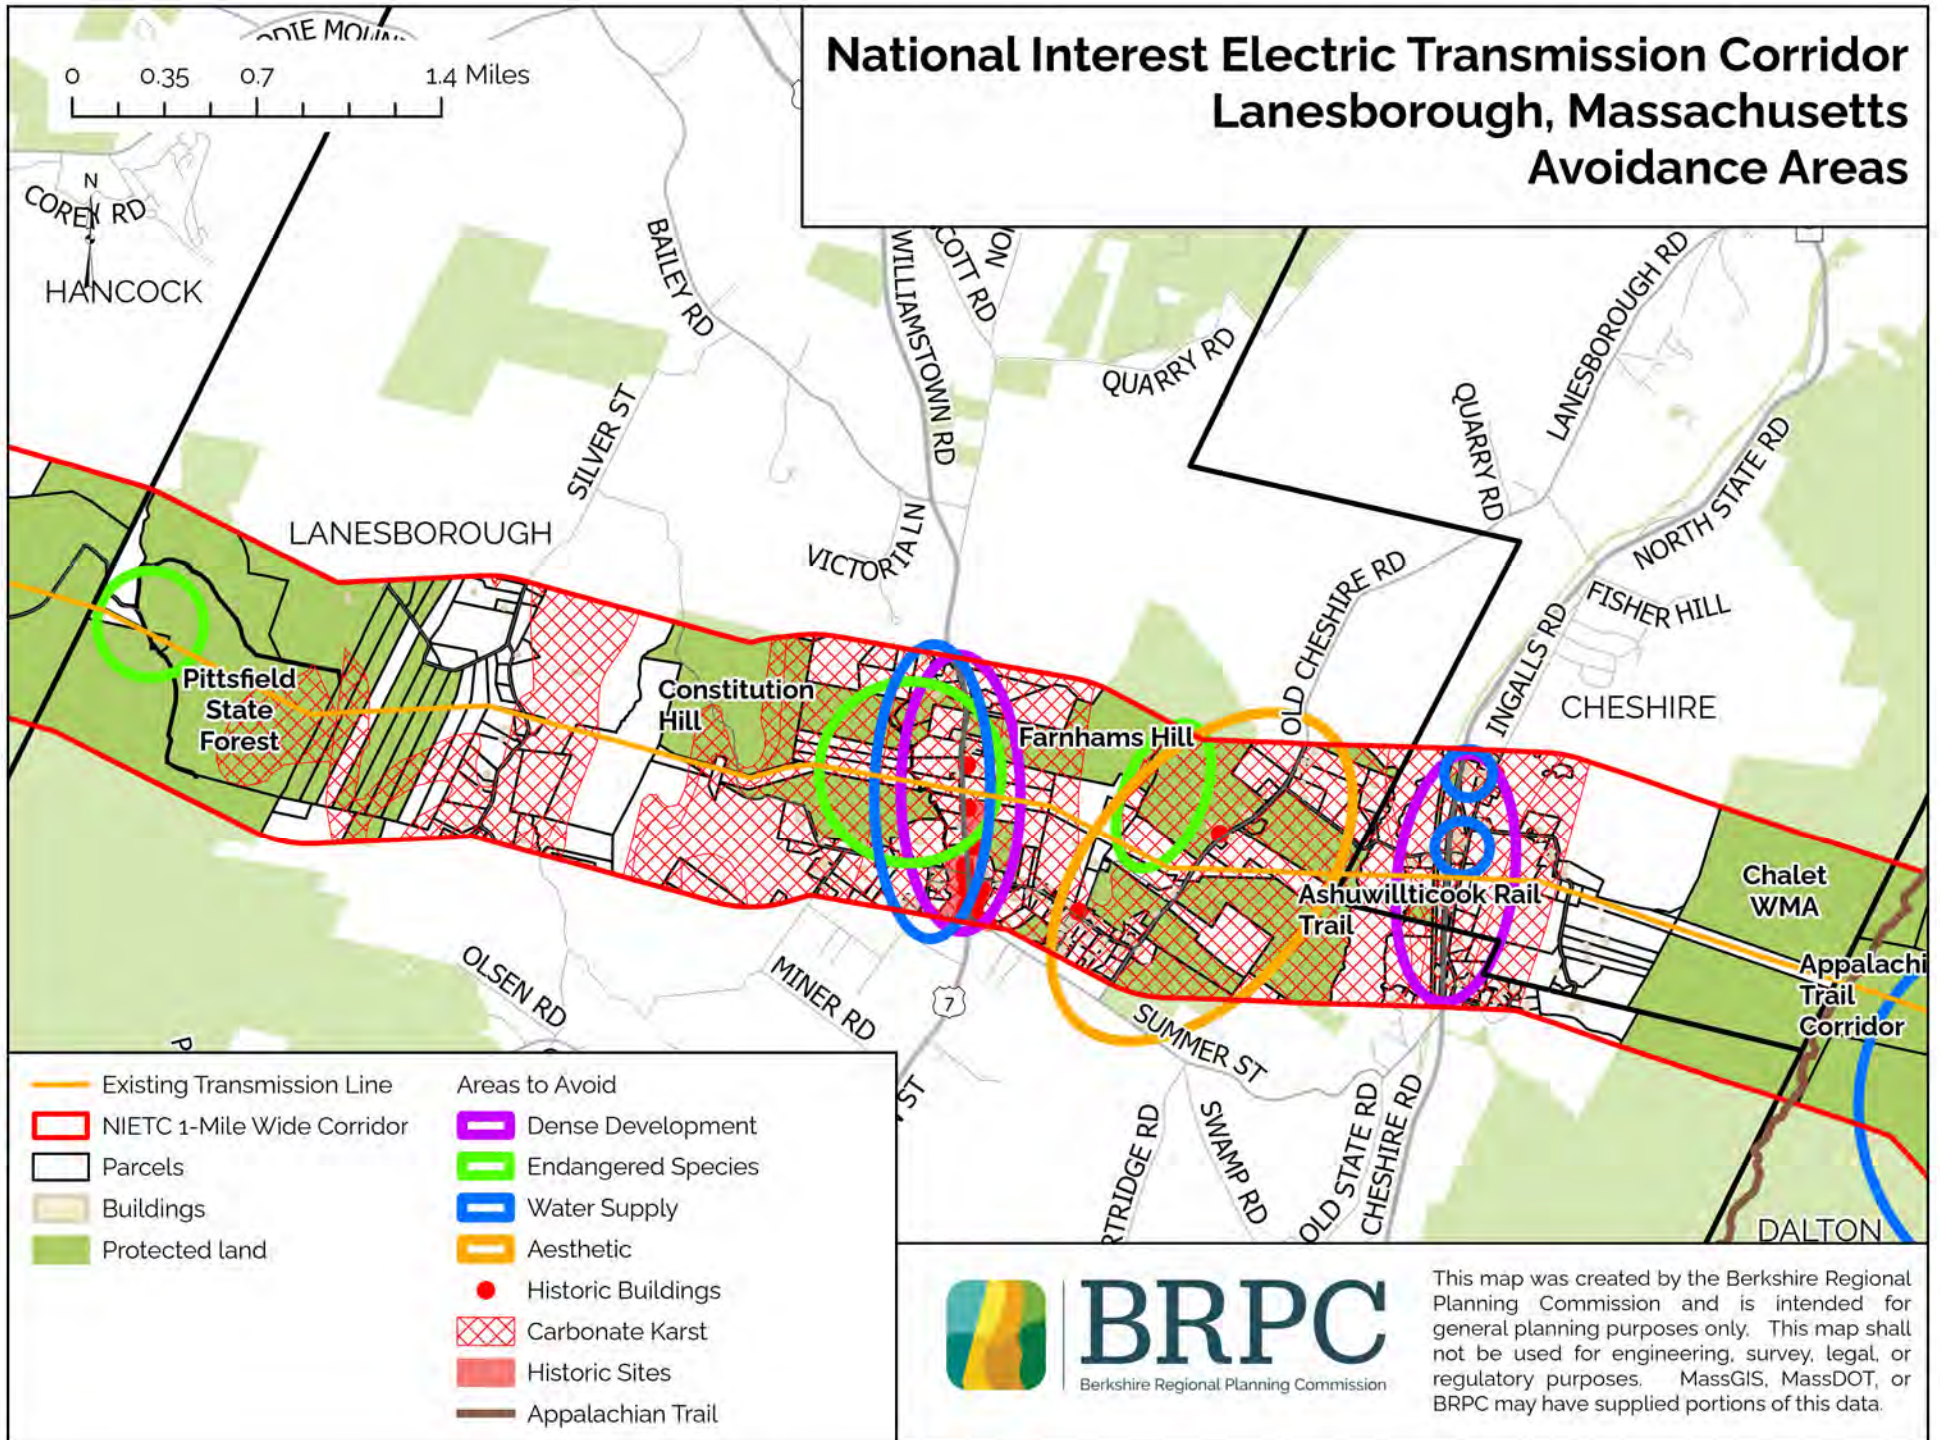 National Interest Electric Transmission Corridor
Lanesborough, Massachusetts
Avoidance Areas
0 0.35 0.7 1.4 Miles
N
COREY RD
HANCOCK
BAILEY RD
WILLIAMSTOWN RD
QUARRY RD
LANESBOROUGH RD
QUARRY RD
NORTH STATE RD
SILVER ST
LANESBOROUGH
VICTORIA LN
OLD CHESHIRE RD
INGALLS RD
FISHER HILL
CHESHIRE
Pittsfield
State
Forest
Constitution
Hill
Farnhams Hill
Ashuwillticook Rail
Trail
Chalet
WMA
Appalachi
Trail
Corridor
OLSEN RD
MINER RD
7
SUMMER ST
ST
RTRIDGE RD
SWAMP RD
OLD STATE RD
CHESHIRE RD
DALTON
P
Existing Transmission Line
NIETC 1-Mile Wide Corridor
Parcels
Buildings
Protected land
Areas to Avoid
Dense Development
Endangered Species
Water Supply
Aesthetic
Historic Buildings
Carbonate Karst
Historic Sites
Appalachian Trail
BRPC
Berkshire Regional Planning Commission
This map was created by the Berkshire Regional
Planning Commission and is intended for
general planning purposes only. This map shall
not be used for engineering, survey, legal, or
regulatory purposes. MassGIS, MassDOT, or
BRPC may have supplied portions of this data.